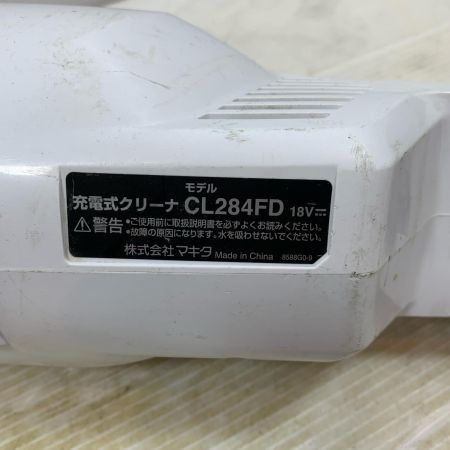 モデル
充電式クリーナ CL284FD 18V⎓
⚠警告 •ご使用前に取扱説明書を必ずよくお読みください。
•故障の原因になります。水を吸わせないでください。
株式会社 マキタ Made in China 8588G0-9